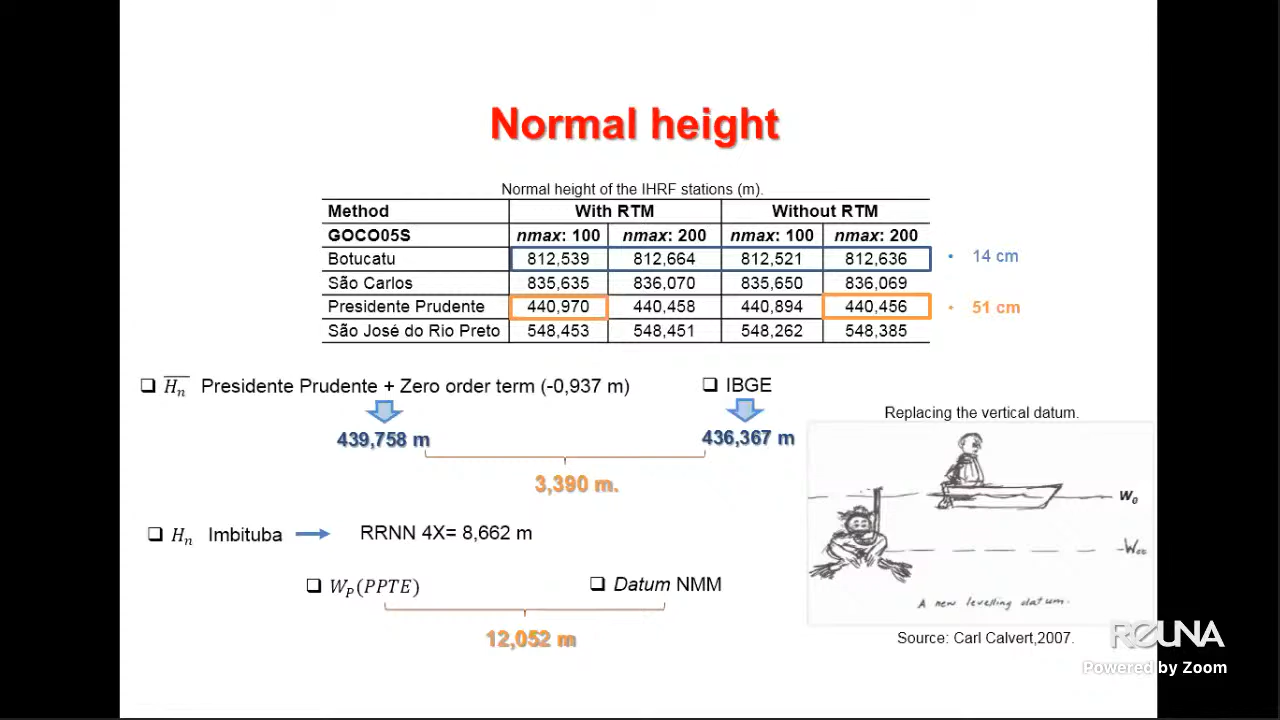 Normal height
Normal height of the IHRF stations (m).
Method With RTM Without RTM
GOCO05S nmax: 100 nmax: 200 nmax: 100 nmax: 200
Botucatu 812,539 812,664 812,521 812,636 • 14 cm
São Carlos 835,635 836,070 835,650 836,069
Presidente Prudente 440,970 440,458 440,894 440,456 • 51 cm
São José do Rio Preto 548,453 548,451 548,262 548,385
❑ H̅n̅ Presidente Prudente + Zero order term (-0,937 m) ❑ IBGE
439,758 m 436,367 m
3,390 m.
❑ Hn Imbituba → RRNN 4X= 8,662 m
❑ WP(PPTE) ❑ Datum NMM
12,052 m
Replacing the vertical datum.
W₀
A new levelling datum.
Source: Carl Calvert,2007.
REUNA
Powered by Zoom